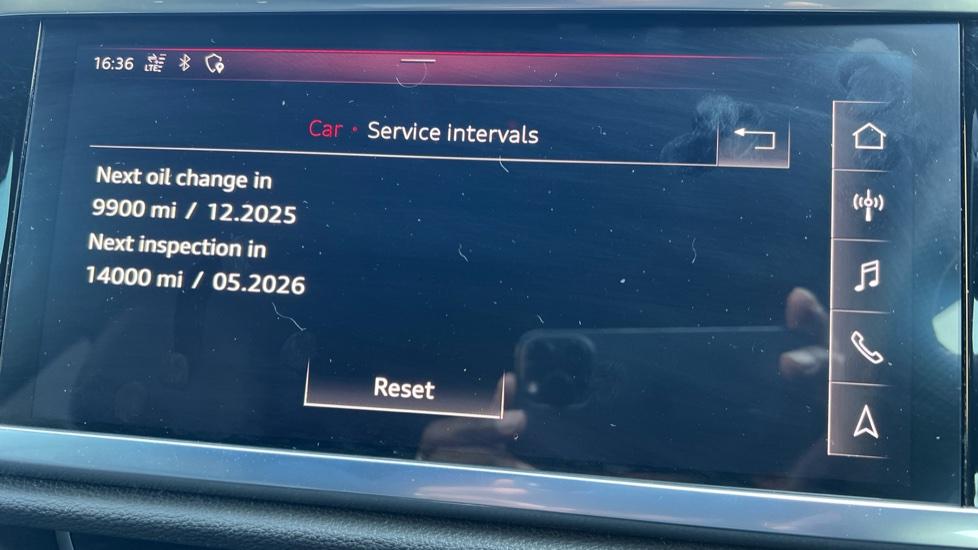 16:36 LTE
Car • Service intervals
Next oil change in
9900 mi / 12.2025
Next inspection in
14000 mi / 05.2026
Reset